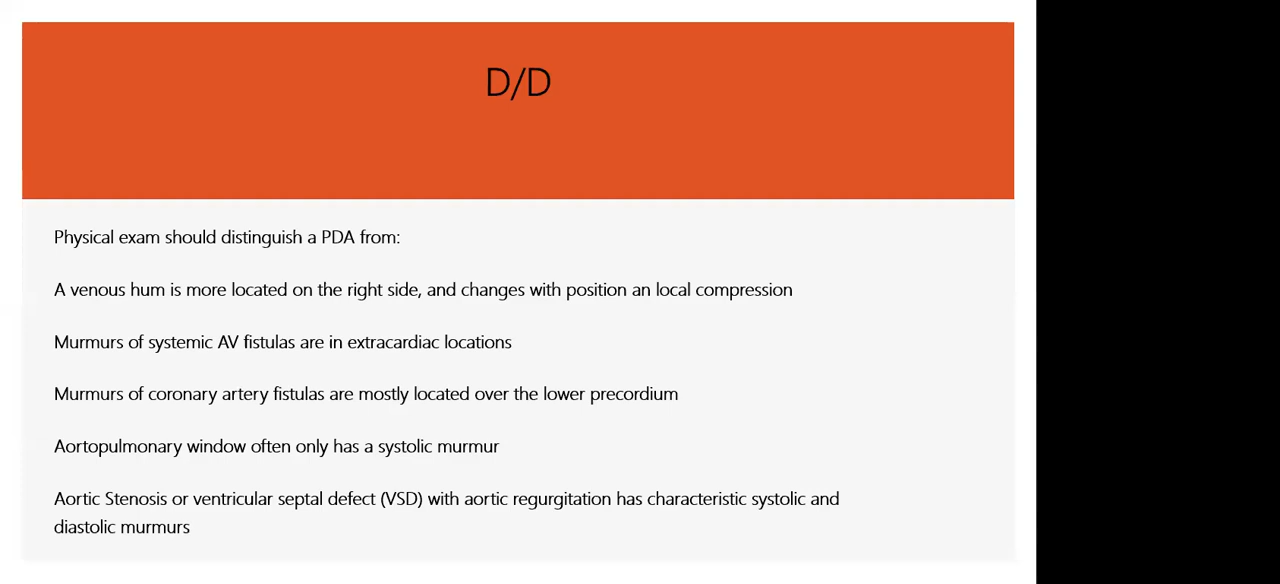 D/D
Physical exam should distinguish a PDA from:
A venous hum is more located on the right side, and changes with position an local compression
Murmurs of systemic AV fistulas are in extracardiac locations
Murmurs of coronary artery fistulas are mostly located over the lower precordium
Aortopulmonary window often only has a systolic murmur
Aortic Stenosis or ventricular septal defect (VSD) with aortic regurgitation has characteristic systolic and
diastolic murmurs